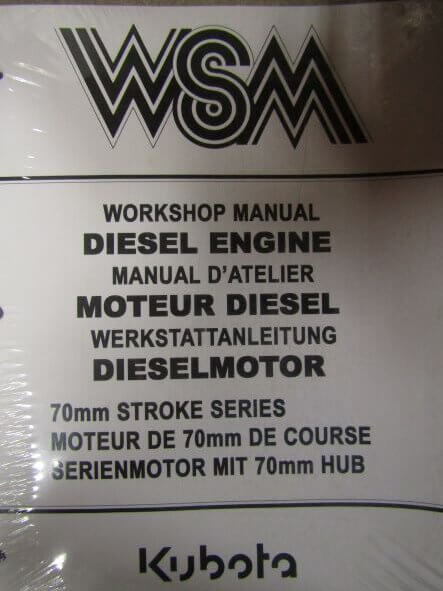 WSM
WORKSHOP MANUAL
DIESEL ENGINE
MANUAL D'ATELIER
MOTEUR DIESEL
WERKSTATTANLEITUNG
DIESELMOTOR
70mm STROKE SERIES
MOTEUR DE 70mm DE COURSE
SERIENMOTOR MIT 70mm HUB
Kubota